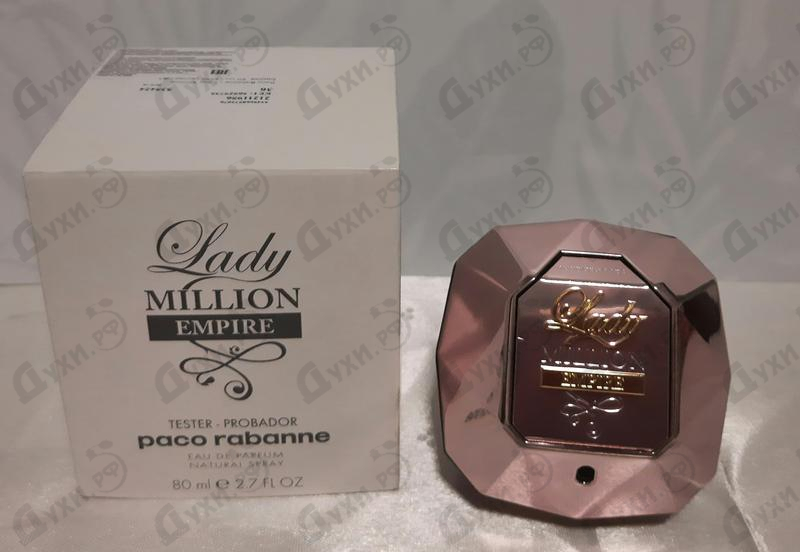 Lady
MILLION
EMPIRE
TESTER - PROBADOR
paco rabanne
EAU DE PARFUM
NATURAL SPRAY
80 ml e 2.7 FL OZ
Lady
MILLION
EMPIRE
Духи.РФ